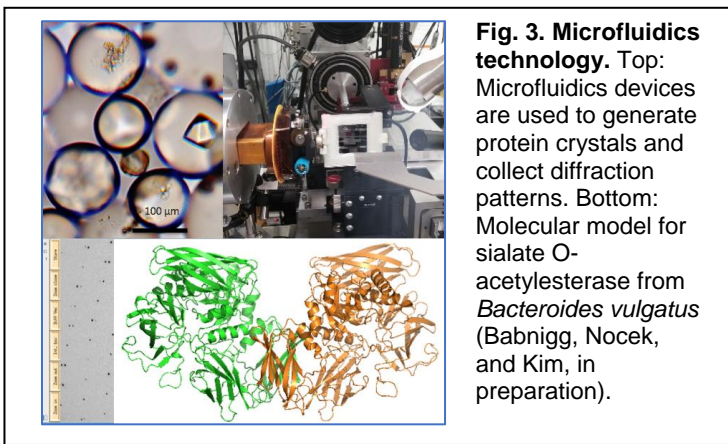 100 µm
Fig. 3. Microfluidics
technology. Top:
Microfluidics devices
are used to generate
protein crystals and
collect diffraction
patterns. Bottom:
Molecular model for
sialate O-
acetylesterase from
Bacteroides vulgatus
(Babnigg, Nocek,
and Kim, in
preparation).